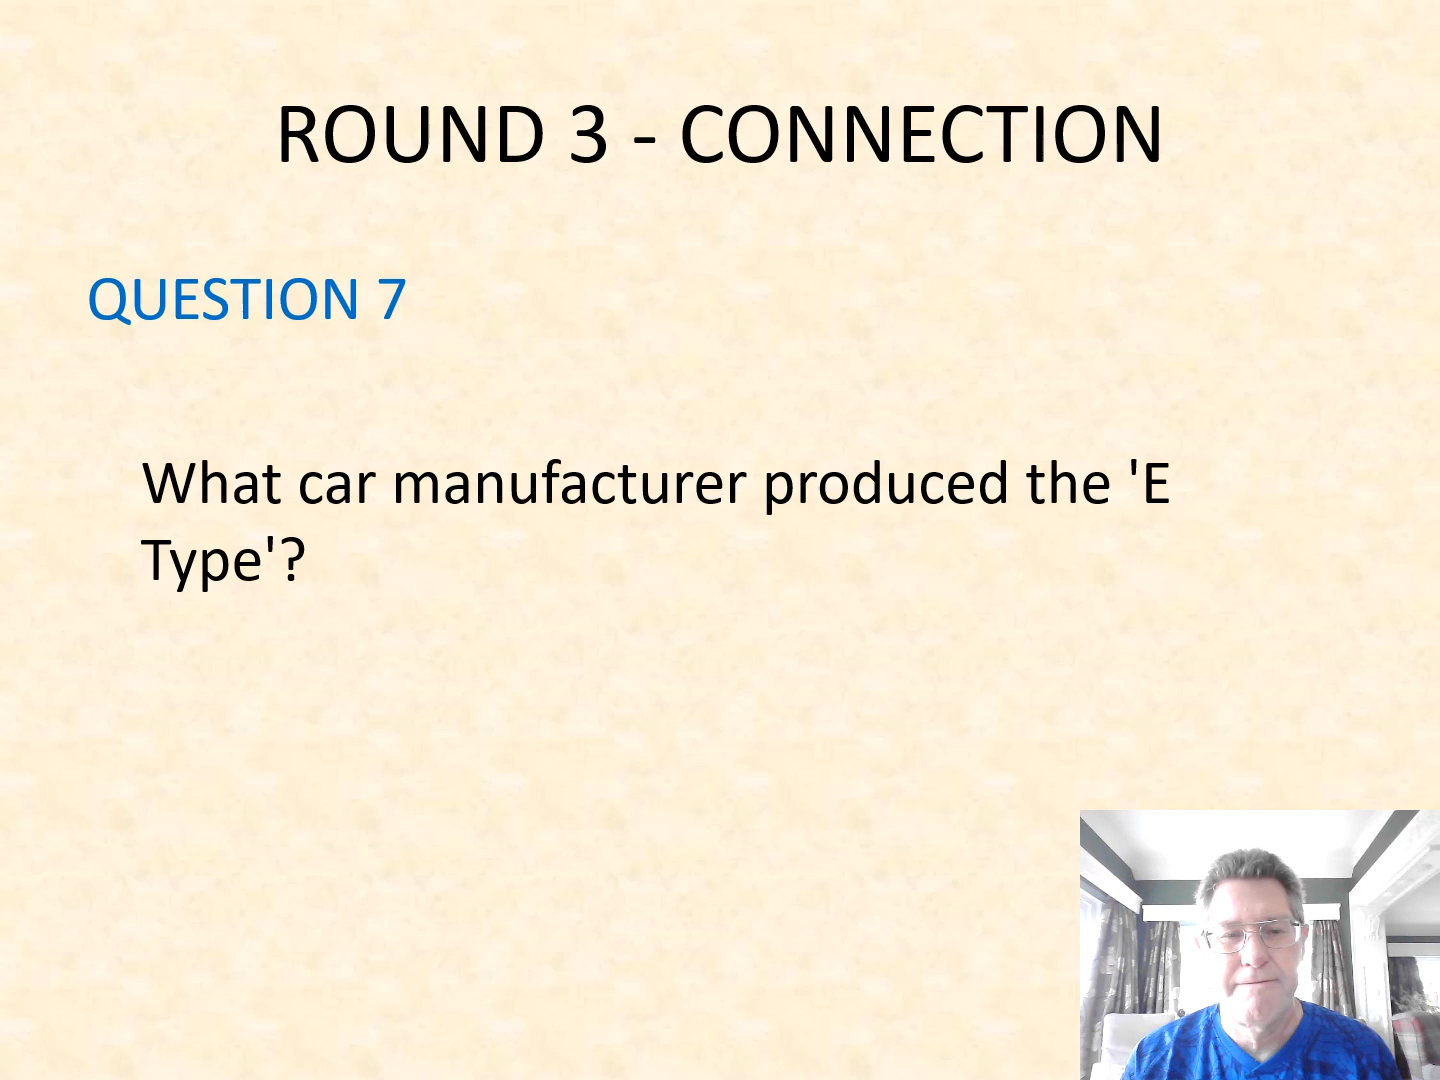 ROUND 3 - CONNECTION
QUESTION 7
What car manufacturer produced the 'E
Type'?